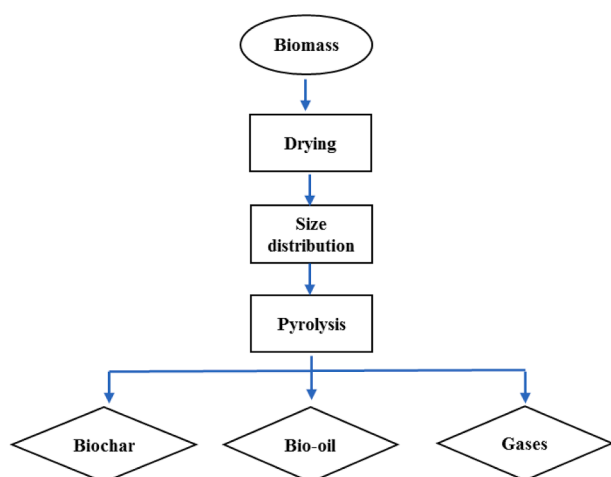 Biomass
Drying
Size
distribution
Pyrolysis
Biochar
Bio-oil
Gases